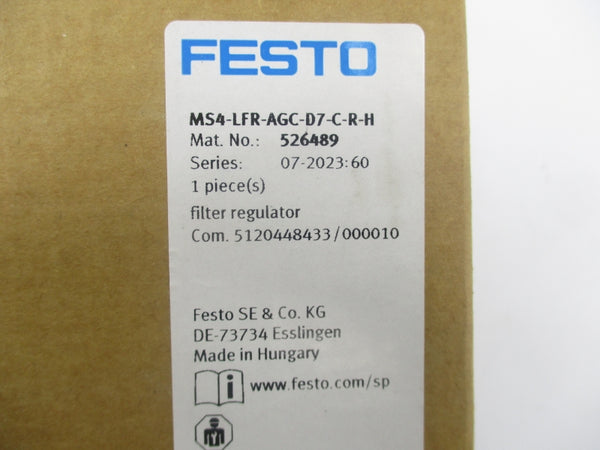 FESTO
MS4-LFR-AGC-D7-C-R-H
Mat. No.: 526489
Series: 07-2023:60
1 piece(s)
filter regulator
Com. 5120448433/000010
Festo SE & Co. KG
DE-73734 Esslingen
Made in Hungary
i www.festo.com/sp